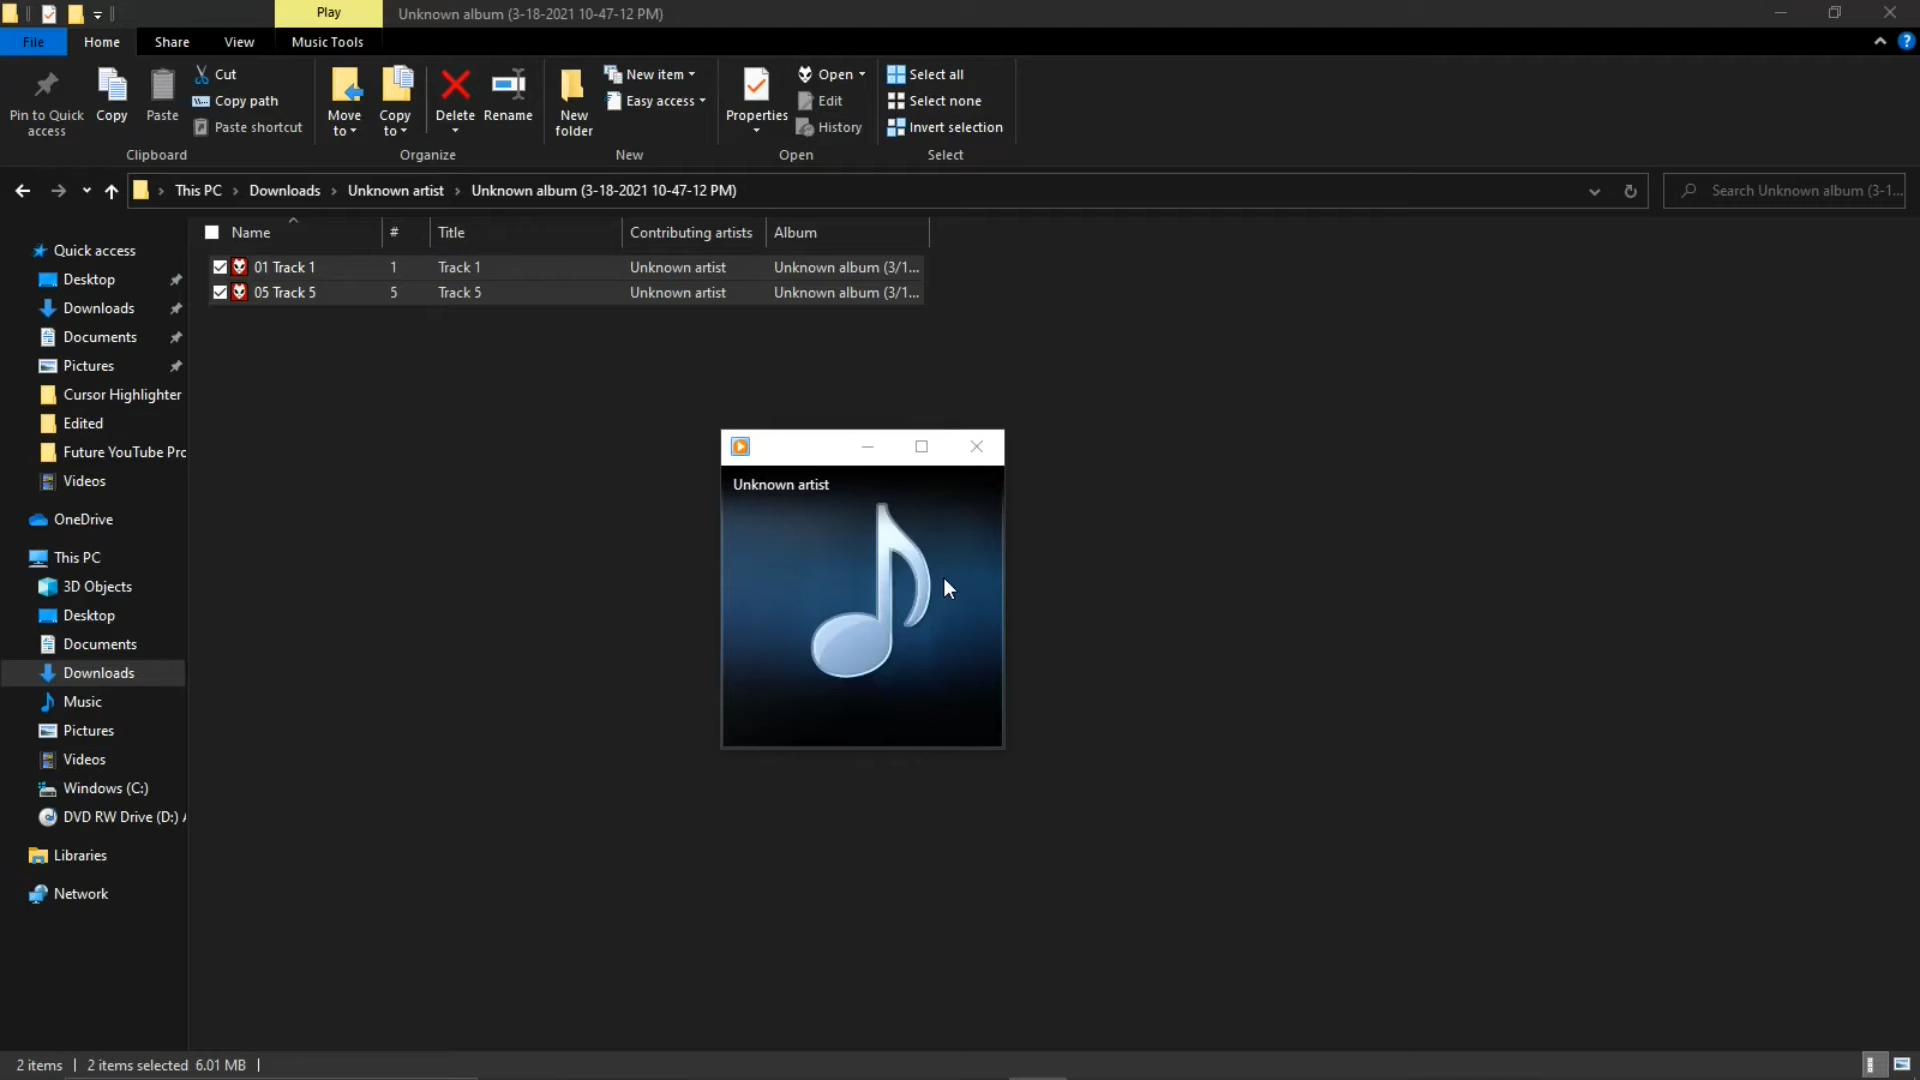 Play
Unknown album (3-18-2021 10-47-12 PM)
File
Home
Share
View
Music Tools
Pin to Quick
access
Copy
Paste
Cut
Copy path
Paste shortcut
Clipboard
Move
to
Copy
to
Delete
Rename
Organize
New
folder
New item
Easy access
New
Properties
Open
Edit
History
Open
Select all
Select none
Invert selection
Select
This PC
Downloads
Unknown artist
Unknown album (3-18-2021 10-47-12 PM)
Search Unknown album (3-1...
Name
#
Title
Contributing artists
Album
01 Track 1
1
Track 1
Unknown artist
Unknown album (3/1...
05 Track 5
5
Track 5
Unknown artist
Unknown album (3/1...
Quick access
Desktop
Downloads
Documents
Pictures
Cursor Highlighter
Edited
Future YouTube Prc
Videos
OneDrive
This PC
3D Objects
Desktop
Documents
Downloads
Music
Pictures
Videos
Windows (C:)
DVD RW Drive (D:)
Libraries
Network
Unknown artist
2 items
2 items selected 6.01 MB